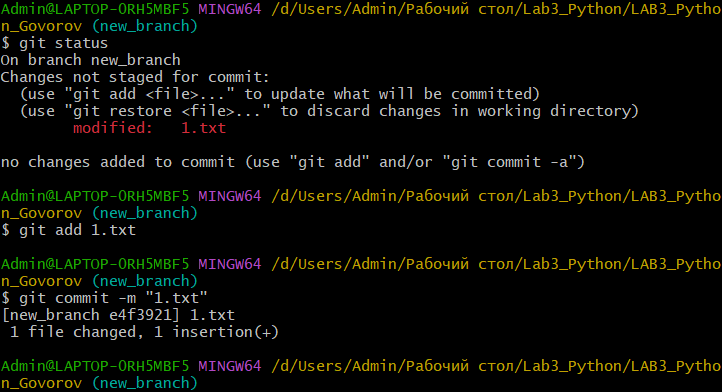 Admin@LAPTOP-ORH5MBF5 MINGW64 /d/Users/Admin/Рабочий стол/Lab3_Python/LAB3_Pytho
n_Govorov (new_branch)
$ git status
On branch new_branch
Changes not staged for commit:
  (use "git add <file>..." to update what will be committed)
  (use "git restore <file>..." to discard changes in working directory)
        modified:   1.txt

no changes added to commit (use "git add" and/or "git commit -a")

Admin@LAPTOP-ORH5MBF5 MINGW64 /d/Users/Admin/Рабочий стол/Lab3_Python/LAB3_Pytho
n_Govorov (new_branch)
$ git add 1.txt

Admin@LAPTOP-ORH5MBF5 MINGW64 /d/Users/Admin/Рабочий стол/Lab3_Python/LAB3_Pytho
n_Govorov (new_branch)
$ git commit -m "1.txt"
[new_branch e4f3921] 1.txt
 1 file changed, 1 insertion(+)

Admin@LAPTOP-ORH5MBF5 MINGW64 /d/Users/Admin/Рабочий стол/Lab3_Python/LAB3_Pytho
n_Govorov (new_branch)